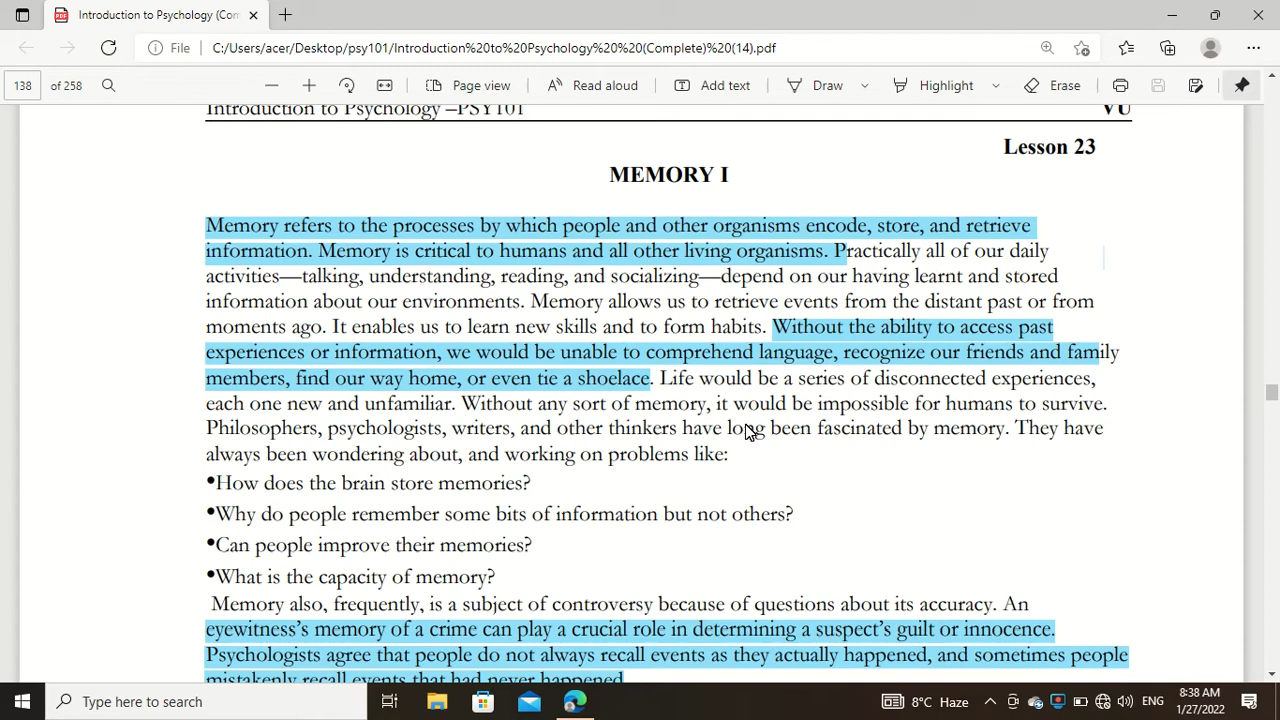 Introduction to Psychology (Con
File
C:/Users/acer/Desktop/psy101/Introduction%20to%20Psychology%20%20(Complete)%20(14).pdf
138 of 258
Page view
Read aloud
Add text
Draw
Highlight
Erase
Introduction to Psychology –PSY101 VU
Lesson 23
MEMORY I
Memory refers to the processes by which people and other organisms encode, store, and retrieve
information. Memory is critical to humans and all other living organisms. Practically all of our daily
activities—talking, understanding, reading, and socializing—depend on our having learnt and stored
information about our environments. Memory allows us to retrieve events from the distant past or from
moments ago. It enables us to learn new skills and to form habits. Without the ability to access past
experiences or information, we would be unable to comprehend language, recognize our friends and family
members, find our way home, or even tie a shoelace. Life would be a series of disconnected experiences,
each one new and unfamiliar. Without any sort of memory, it would be impossible for humans to survive.
Philosophers, psychologists, writers, and other thinkers have long been fascinated by memory. They have
always been wondering about, and working on problems like:
•How does the brain store memories?
•Why do people remember some bits of information but not others?
•Can people improve their memories?
•What is the capacity of memory?
Memory also, frequently, is a subject of controversy because of questions about its accuracy. An
eyewitness's memory of a crime can play a crucial role in determining a suspect's guilt or innocence.
Psychologists agree that people do not always recall events as they actually happened, and sometimes people
mistakenly recall events that had never happened.
Type here to search
8°C Haze
ENG
8:38 AM
1/27/2022